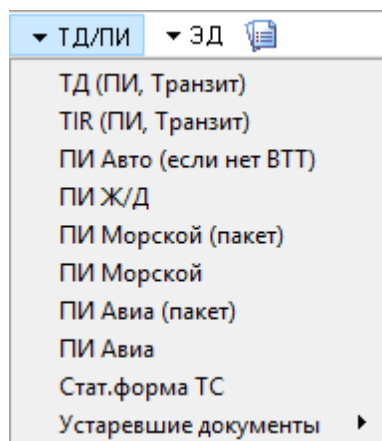 ТД/ПИ ЭД
ТД (ПИ, Транзит)
TIR (ПИ, Транзит)
ПИ Авто (если нет ВТТ)
ПИ Ж/Д
ПИ Морской (пакет)
ПИ Морской
ПИ Авиа (пакет)
ПИ Авиа
Стат.форма ТС
Устаревшие документы